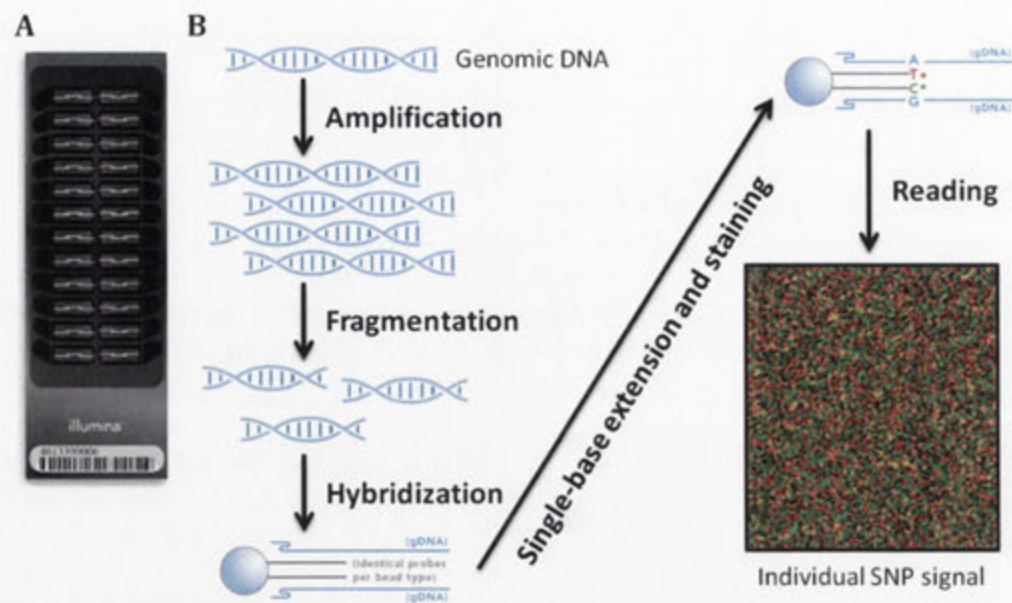 A
illumina
B
Genomic DNA
Amplification
Fragmentation
Hybridization
(gDNA)
(Identical probes
per bead type)
(gDNA)
Single-base extension and staining
A
(gDNA)
T
C
G
(gDNA)
Reading
Individual SNP signal